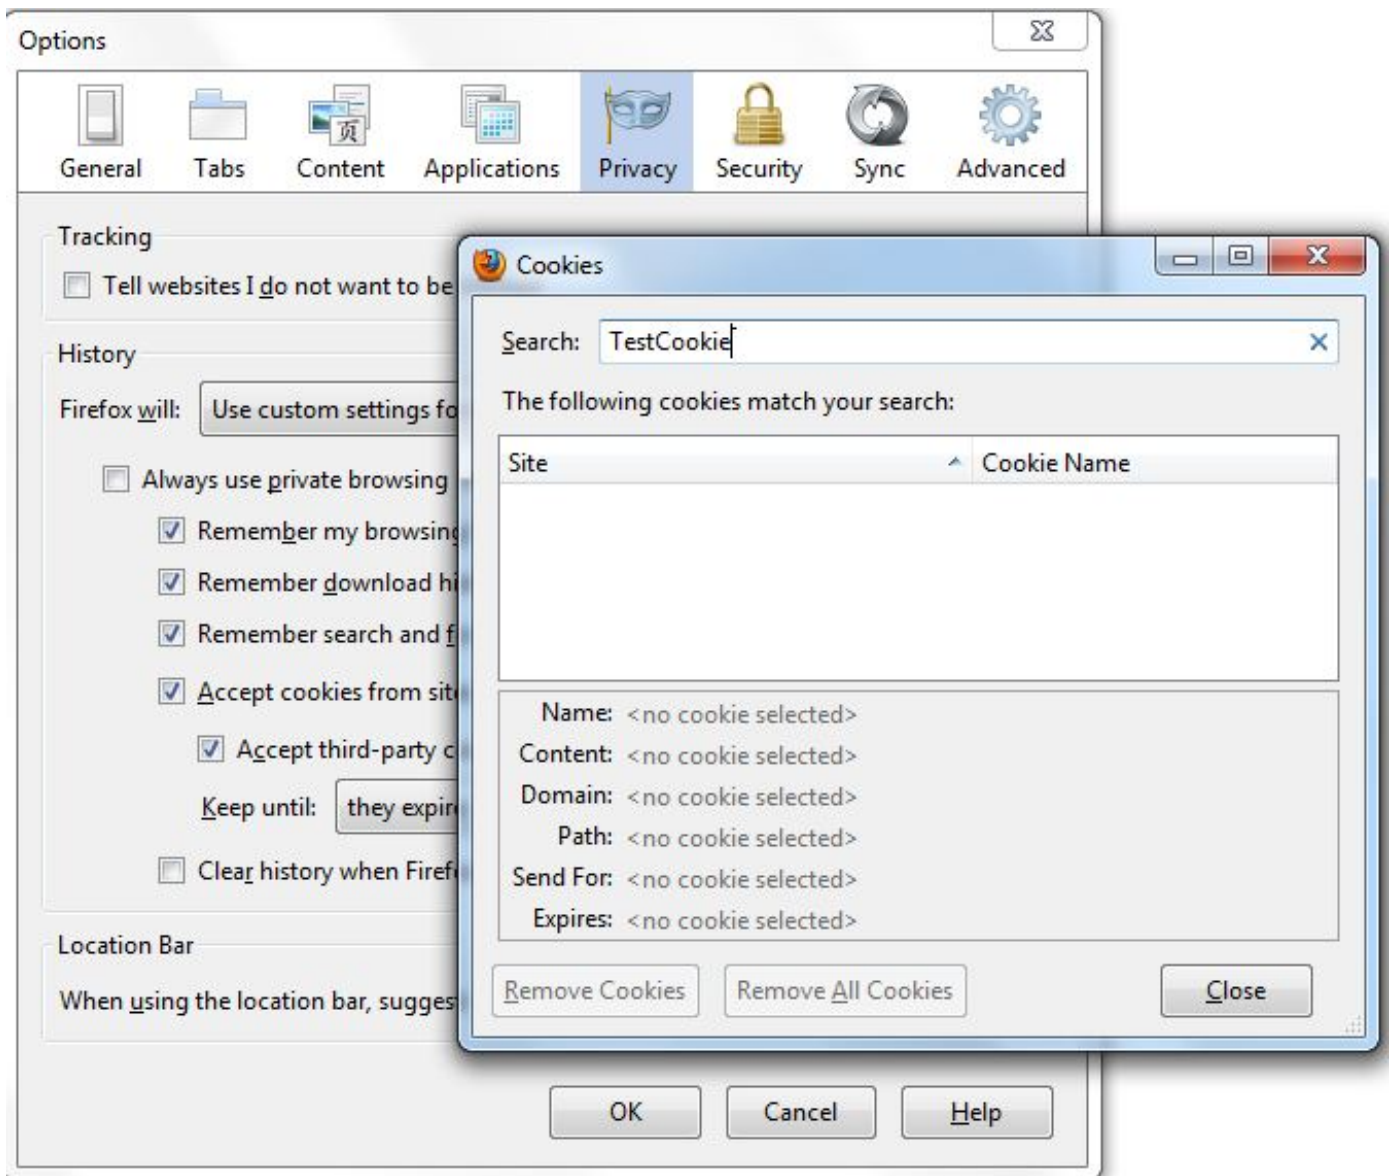 Options
General Tabs Content Applications Privacy Security Sync Advanced
页
Tracking
Tell websites I do not want to be
History
Firefox will: Use custom settings fo
Always use private browsing
Remember my browsing
Remember download hi
Remember search and f
Accept cookies from site
Accept third-party c
Keep until: they expire
Clear history when Firef
Location Bar
When using the location bar, sugges
OK Cancel Help
Cookies
Search: TestCookie
The following cookies match your search:
Site Cookie Name
Name: <no cookie selected>
Content: <no cookie selected>
Domain: <no cookie selected>
Path: <no cookie selected>
Send For: <no cookie selected>
Expires: <no cookie selected>
Remove Cookies Remove All Cookies Close